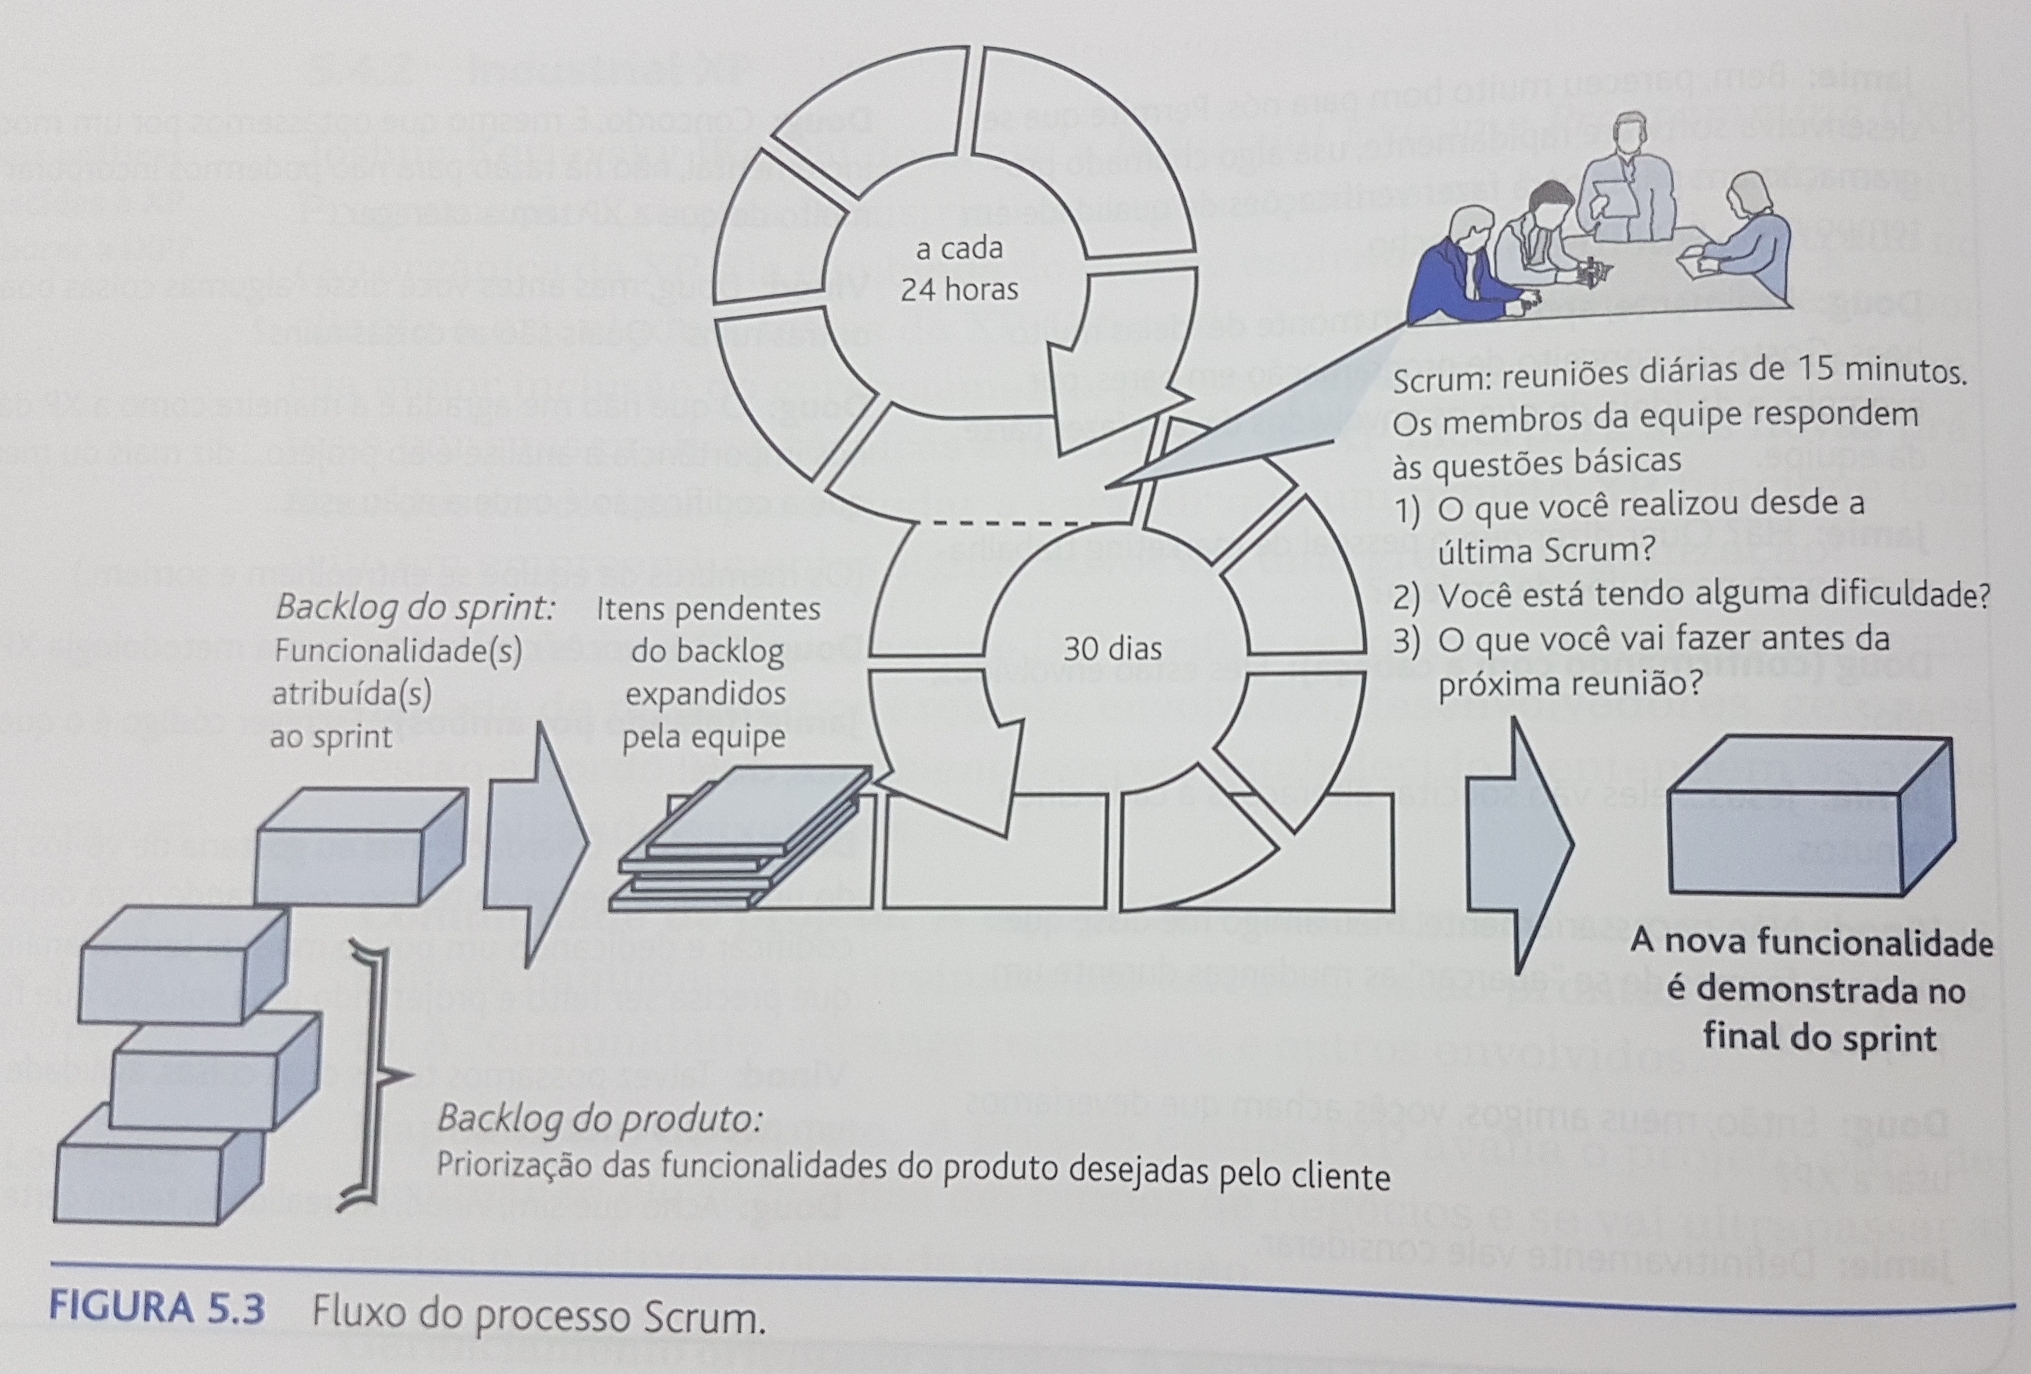 a cada
24 horas
Scrum: reuniões diárias de 15 minutos.
Os membros da equipe respondem
às questões básicas
1) O que você realizou desde a
última Scrum?
2) Você está tendo alguma dificuldade?
3) O que você vai fazer antes da
próxima reunião?
Backlog do sprint:
Funcionalidade(s)
atribuída(s)
ao sprint
Itens pendentes
do backlog
expandidos
pela equipe
30 dias
A nova funcionalidade
é demonstrada no
final do sprint
Backlog do produto:
Priorização das funcionalidades do produto desejadas pelo cliente
FIGURA 5.3 Fluxo do processo Scrum.